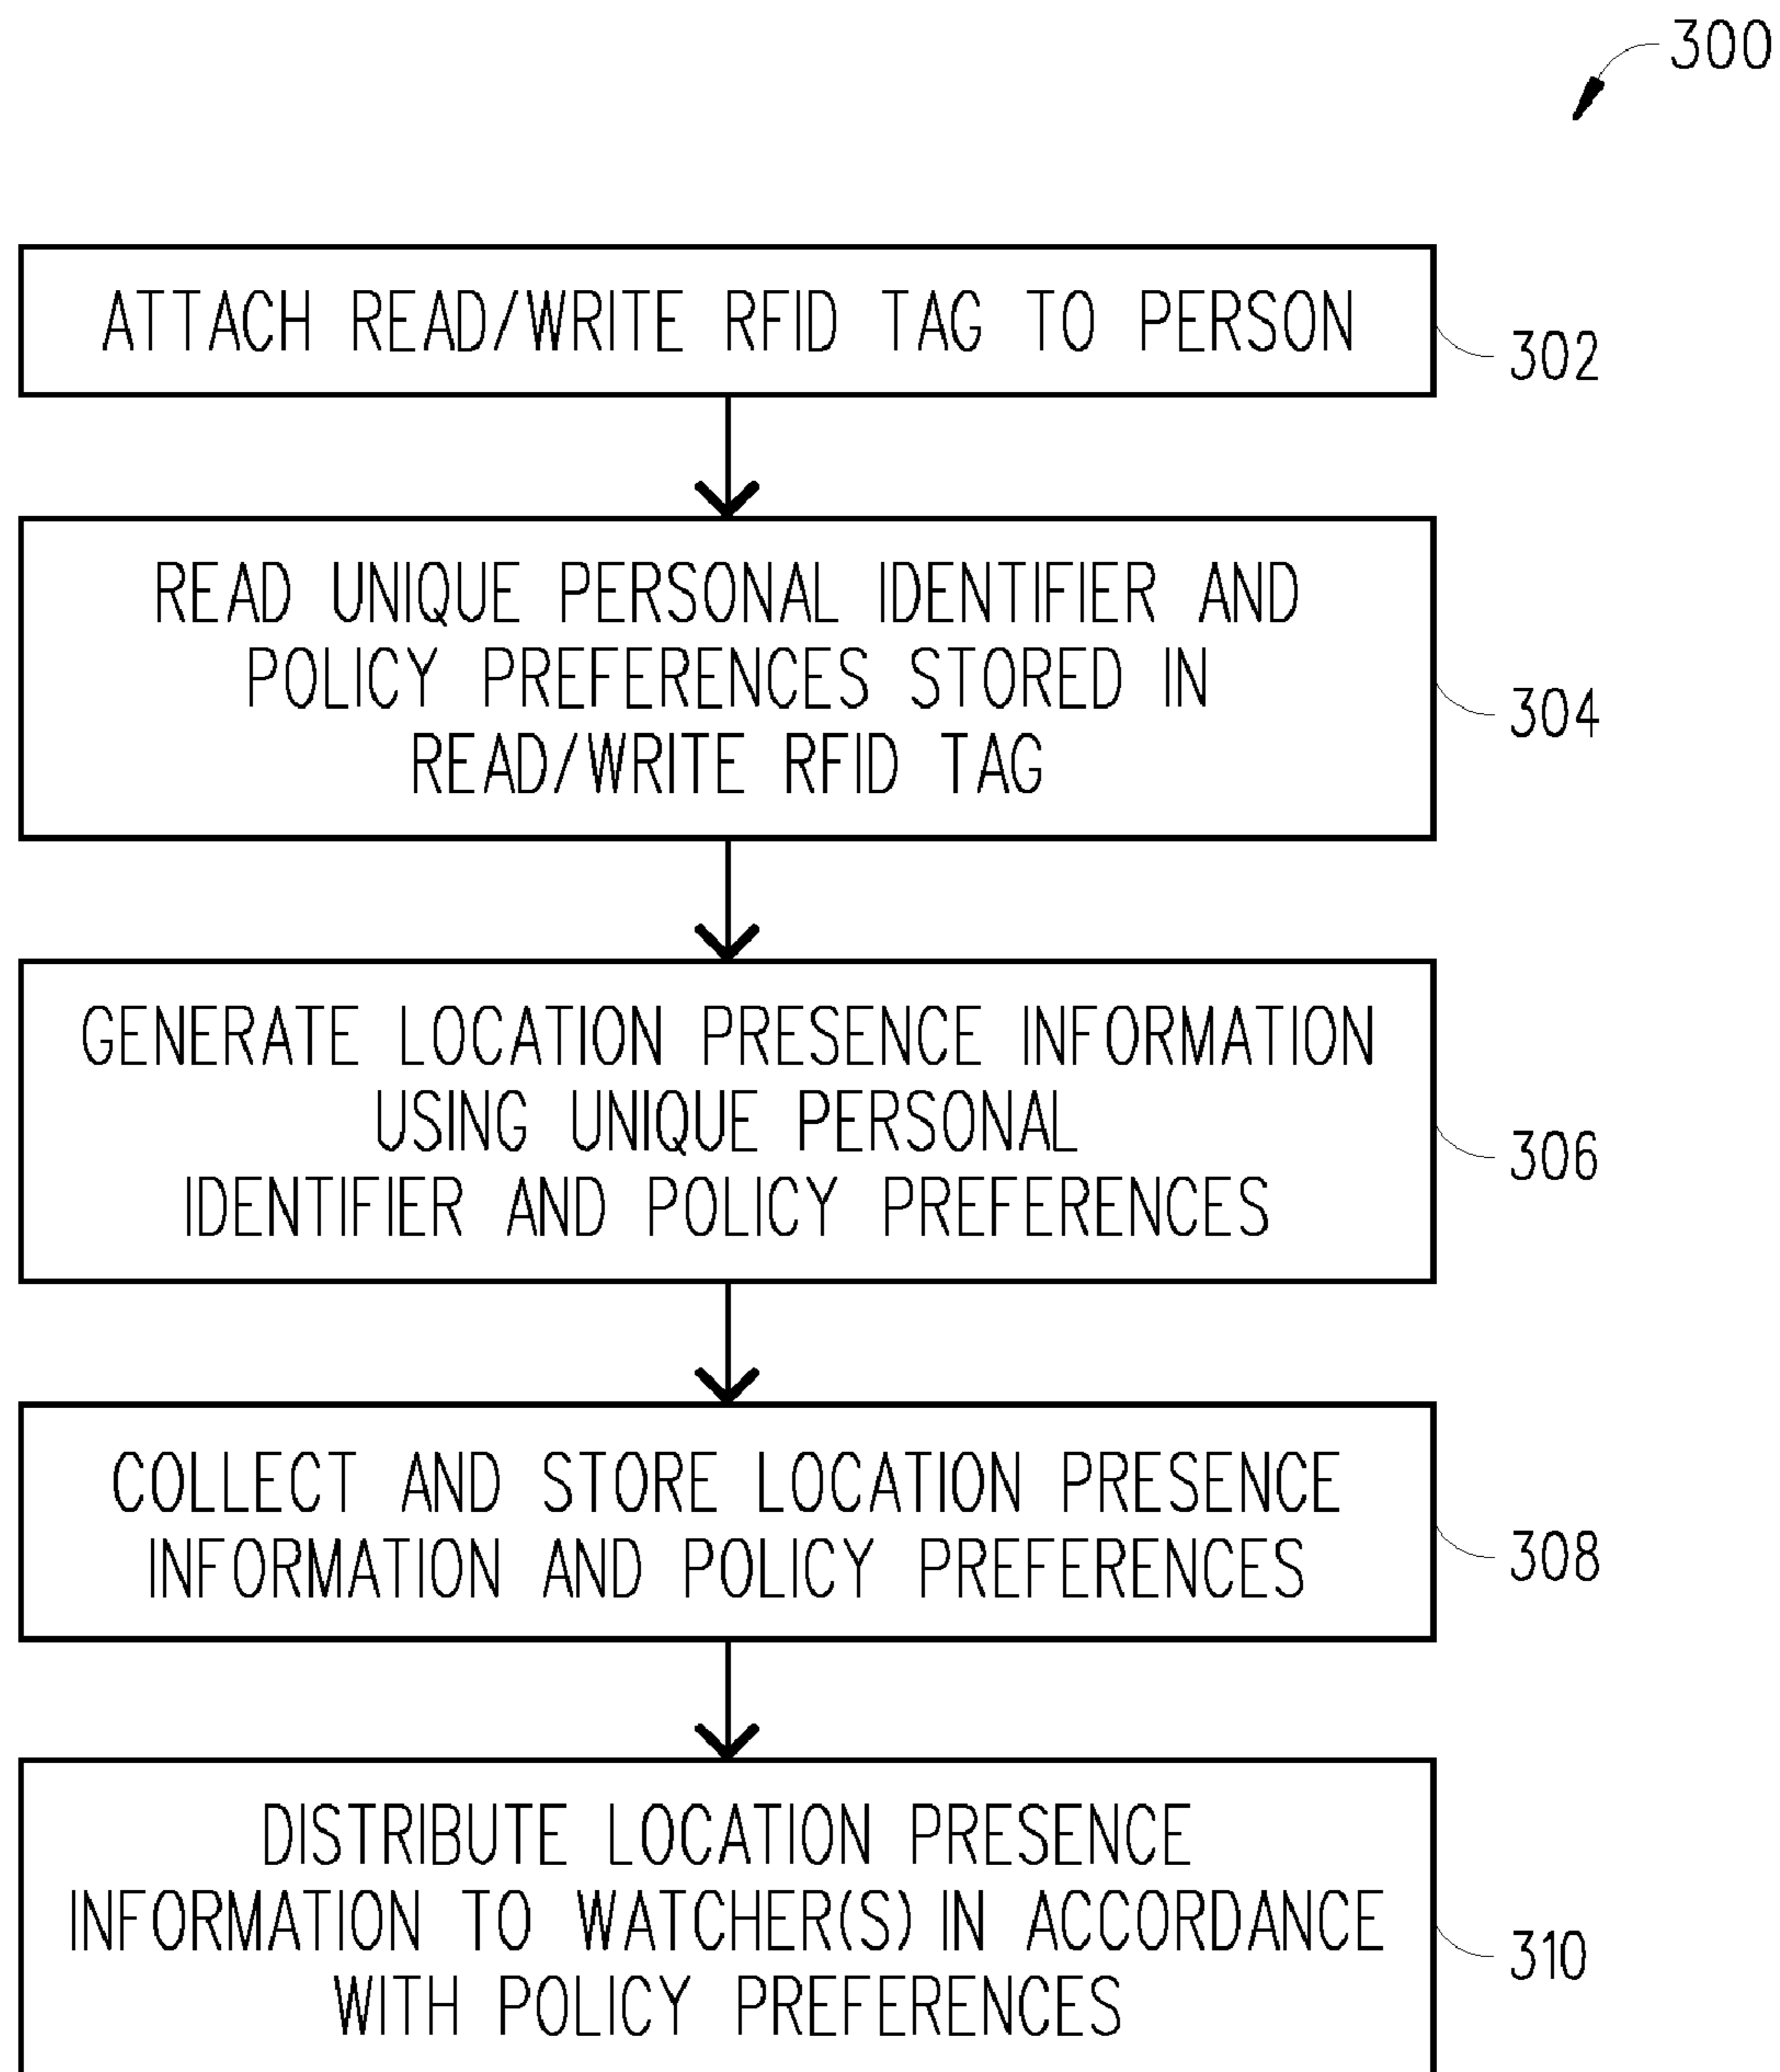 300
ATTACH READ/WRITE RFID TAG TO PERSON
302
READ UNIQUE PERSONAL IDENTIFIER AND
POLICY PREFERENCES STORED IN
READ/WRITE RFID TAG
304
GENERATE LOCATION PRESENCE INFORMATION
USING UNIQUE PERSONAL
IDENTIFIER AND POLICY PREFERENCES
306
COLLECT AND STORE LOCATION PRESENCE
INFORMATION AND POLICY PREFERENCES
308
DISTRIBUTE LOCATION PRESENCE
INFORMATION TO WATCHER(S) IN ACCORDANCE
WITH POLICY PREFERENCES
310